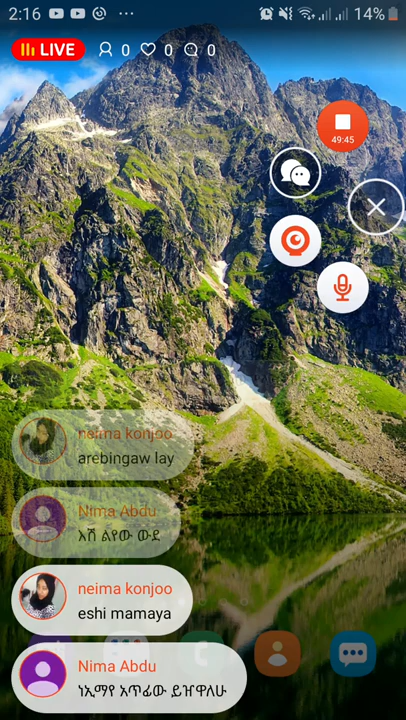 2:16
14%
LIVE
0
0
0
49:45
neima konjoo
arebingaw lay
Nima Abdu
እሽ ልየው ውደ
neima konjoo
eshi mamaya
Nima Abdu
ነኢማየ አጥፊው ይዠዋለሁ